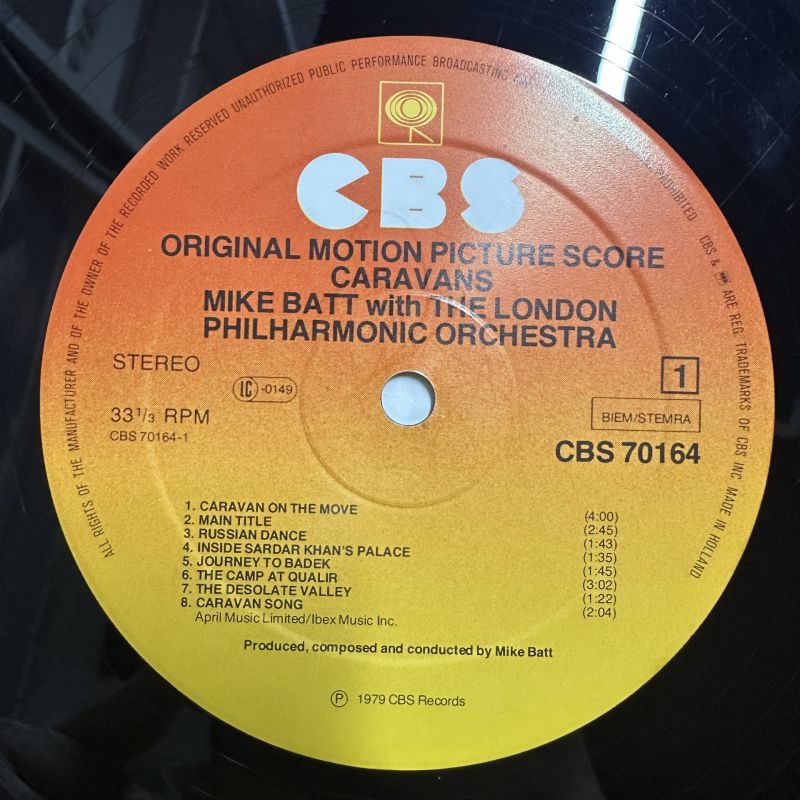 ALL RIGHTS OF THE MANUFACTURER AND OF THE OWNER OF THE RECORDED WORK RESERVED UNAUTHORIZED PUBLIC PERFORMANCE BROADCASTING
PROHIBITED CBS & ARE REG. TRADEMARKS OF CBS INC. MADE IN HOLLAND
CBS
ORIGINAL MOTION PICTURE SCORE
CARAVANS
MIKE BATT with THE LONDON
PHILHARMONIC ORCHESTRA
STEREO
LC -0149
1
33 1/3 RPM
BIEM/STEMRA
CBS 70164-1
CBS 70164
1. CARAVAN ON THE MOVE (4:00)
2. MAIN TITLE (2:45)
3. RUSSIAN DANCE (1:43)
4. INSIDE SARDAR KHAN'S PALACE (1:35)
5. JOURNEY TO BADEK (1:45)
6. THE CAMP AT QUALIR (3:02)
7. THE DESOLATE VALLEY (1:22)
8. CARAVAN SONG (2:04)
April Music Limited/Ibex Music Inc.
Produced, composed and conducted by Mike Batt
℗ 1979 CBS Records